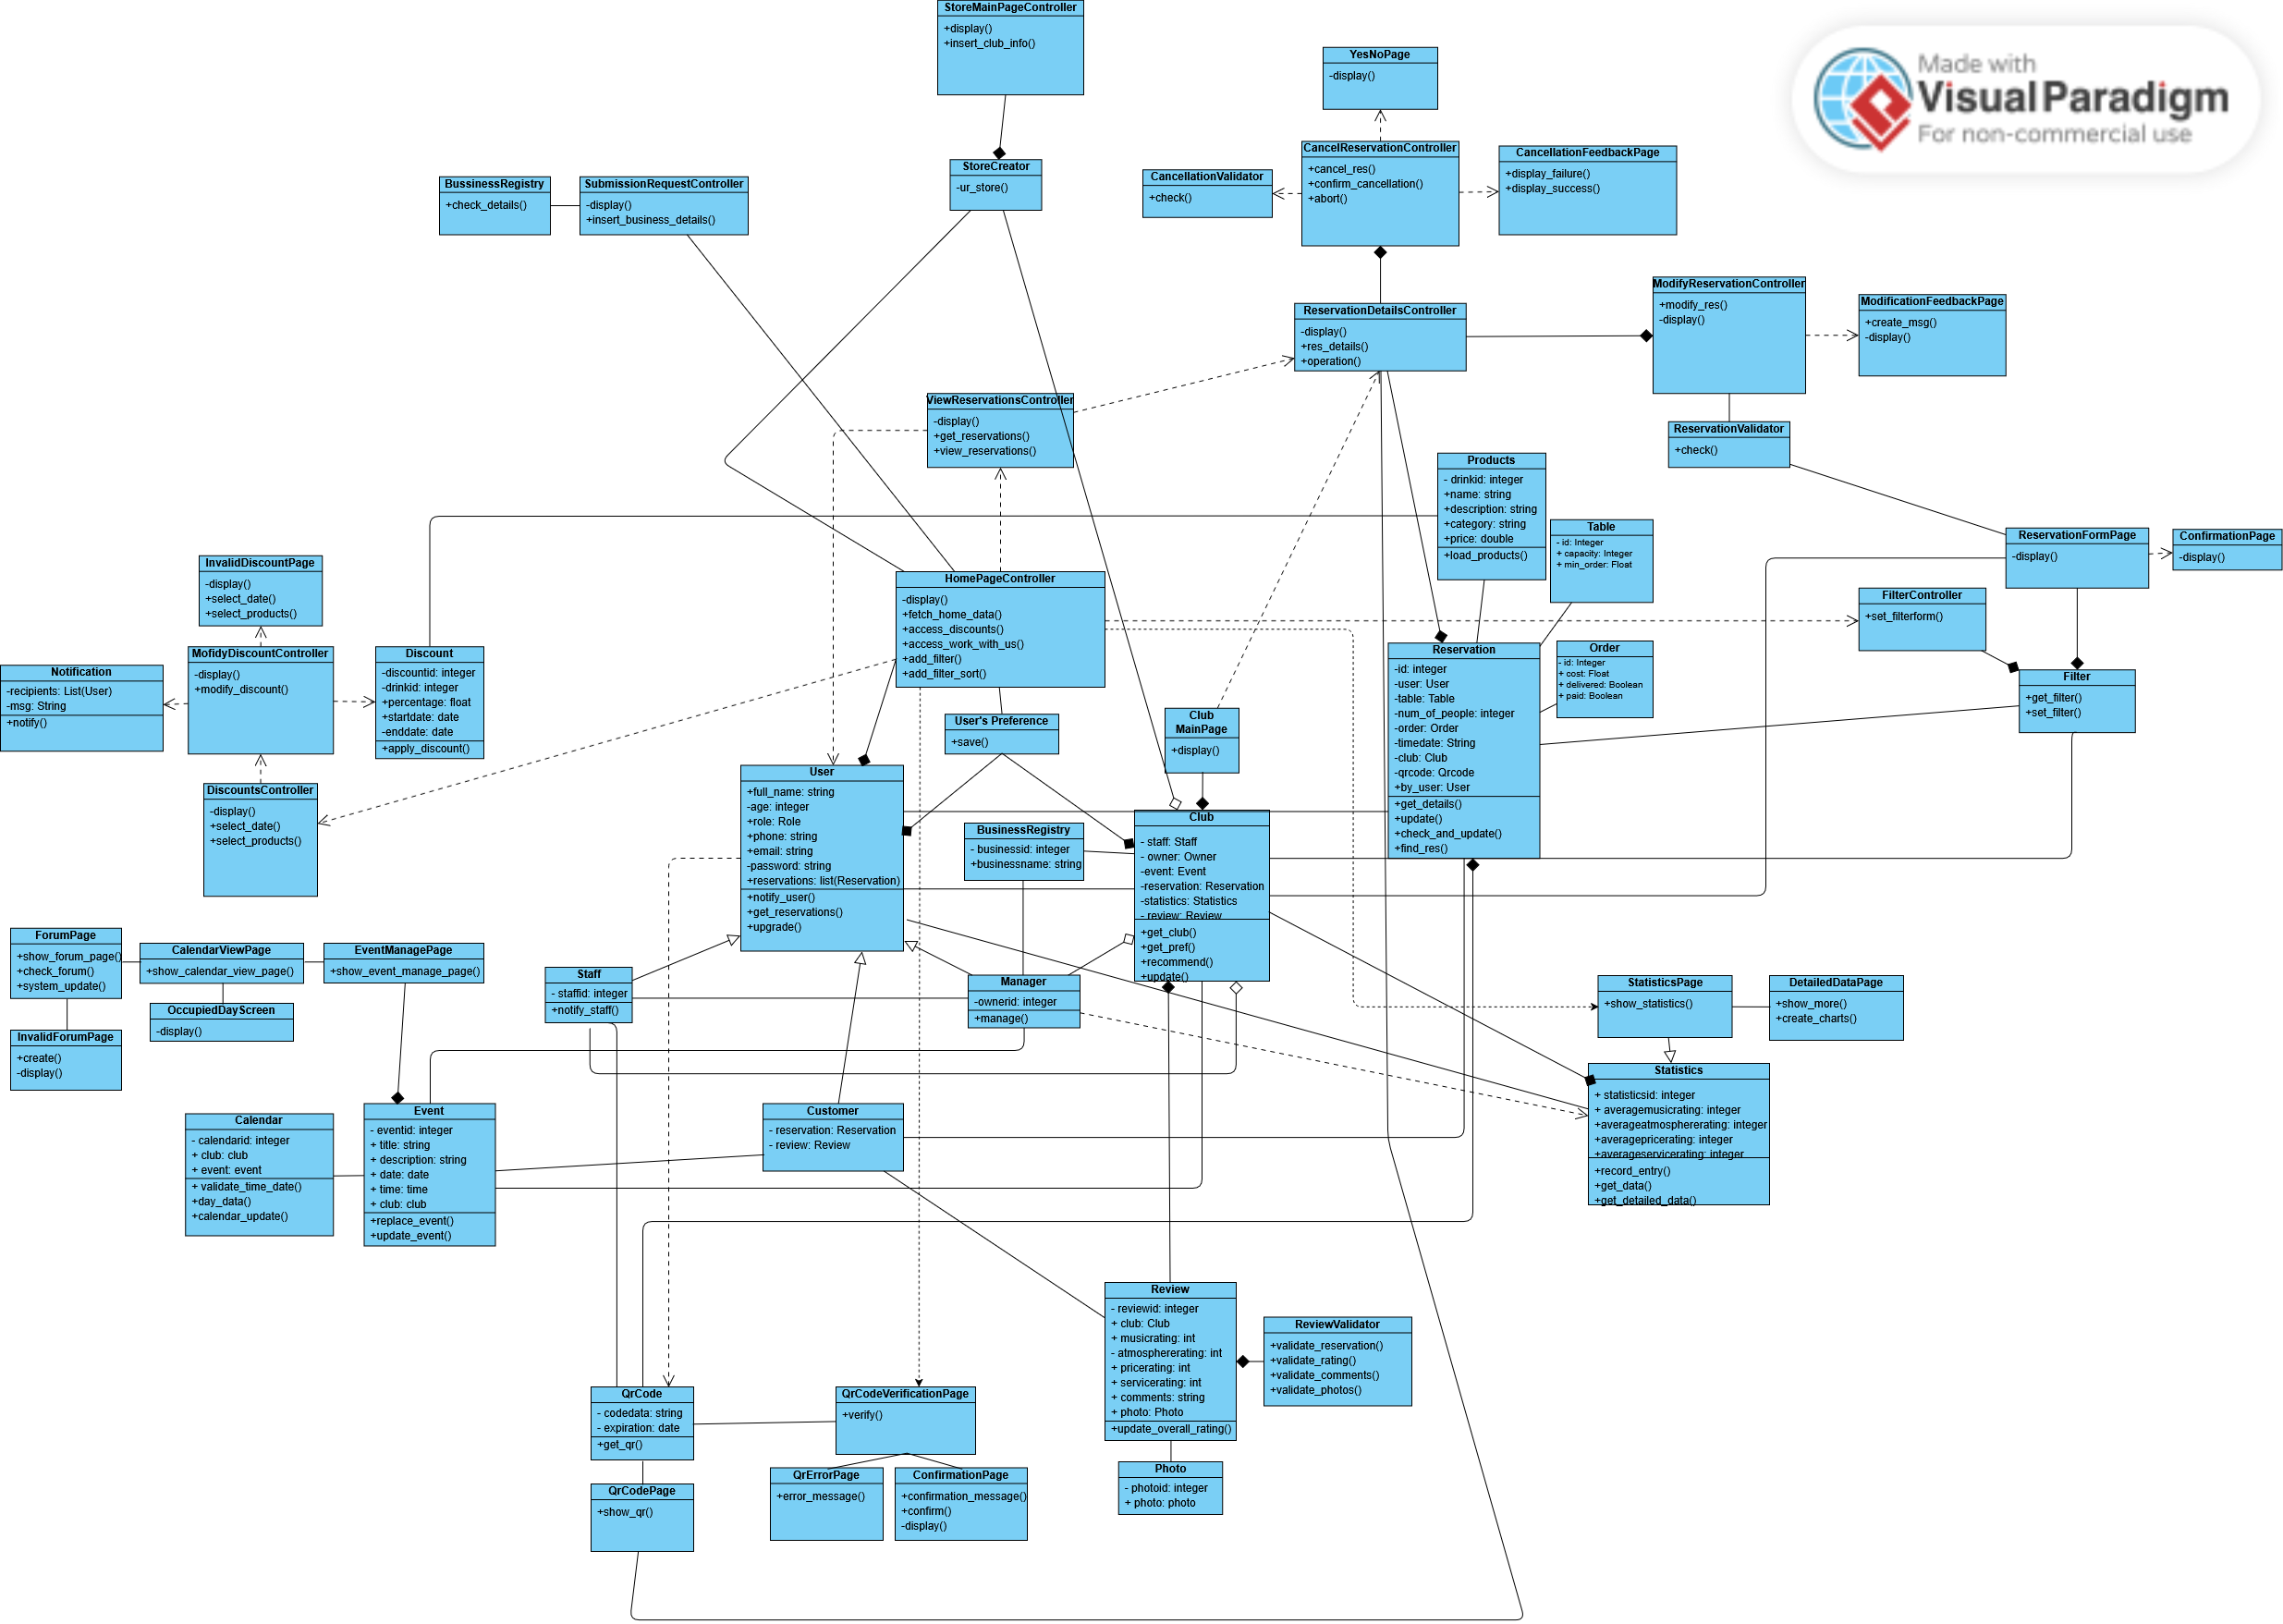 StoreMainPageController
+display()
+insert_club_info()
Made with
Visual Paradigm
For non-commercial use
YesNoPage
-display()
CancelReservationController
+cancel_res()
+confirm_cancellation()
+abort()
CancellationFeedbackPage
+display_failure()
+display_success()
CancellationValidator
+check()
StoreCreator
-ur_store()
BussinessRegistry
+check_details()
SubmissionRequestController
-display()
+insert_business_details()
ReservationDetailsController
-display()
+res_details()
+operation()
ModifyReservationController
+modify_res()
-display()
ModificationFeedbackPage
+create_msg()
-display()
ViewReservationsController
-display()
+get_reservations()
+view_reservations()
ReservationValidator
+check()
Products
- drinkid: integer
+name: string
+description: string
+category: string
+price: double
+load_products()
Table
- id: Integer
+ capacity: Integer
+ min_order: Float
ReservationFormPage
-display()
ConfirmationPage
-display()
InvalidDiscountPage
-display()
+select_date()
+select_products()
HomePageController
-display()
+fetch_home_data()
+access_discounts()
+access_work_with_us()
+add_filter()
+add_filter_sort()
FilterController
+set_filterform()
Notification
-recipients: List(User)
-msg: String
+notify()
MofidyDiscountController
-display()
+modify_discount()
Discount
-discountid: integer
-drinkid: integer
+percentage: float
+startdate: date
-enddate: date
+apply_discount()
Reservation
-id: integer
-user: User
-table: Table
-num_of_people: integer
-order: Order
-timedate: String
-club: Club
-qrcode: Qrcode
+by_user: User
+get_details()
+update()
+check_and_update()
+find_res()
Order
- id: Integer
+ cost: Float
+ delivered: Boolean
+ paid: Boolean
Filter
+get_filter()
+set_filter()
User's Preference
+save()
Club
MainPage
+display()
DiscountsController
-display()
+select_date()
+select_products()
User
+full_name: string
-age: integer
+role: Role
+phone: string
+email: string
-password: string
+reservations: list(Reservation)
+notify_user()
+get_reservations()
+upgrade()
BusinessRegistry
- businessid: integer
+businessname: string
Club
- staff: Staff
- owner: Owner
-event: Event
-reservation: Reservation
-statistics: Statistics
- review: Review
+get_club()
+get_pref()
+recommend()
+update()
ForumPage
+show_forum_page()
+check_forum()
+system_update()
CalendarViewPage
+show_calendar_view_page()
EventManagePage
+show_event_manage_page()
OccupiedDayScreen
-display()
InvalidForumPage
+create()
-display()
Staff
- staffid: integer
+notify_staff()
Manager
-ownerid: integer
+manage()
StatisticsPage
+show_statistics()
DetailedDataPage
+show_more()
+create_charts()
Statistics
+ statisticsid: integer
+ averagemusicrating: integer
+averageatmosphererating: integer
+averagepricerating: integer
+averageservicerating: integer
+record_entry()
+get_data()
+get_detailed_data()
Calendar
- calendarid: integer
+ club: club
+ event: event
+ validate_time_date()
+day_data()
+calendar_update()
Event
- eventid: integer
+ title: string
+ description: string
+ date: date
+ time: time
+ club: club
+replace_event()
+update_event()
Customer
- reservation: Reservation
- review: Review
Review
- reviewid: integer
+ club: Club
+ musicrating: int
- atmosphererating: int
+ pricerating: int
+ servicerating: int
+ comments: string
+ photo: Photo
+update_overall_rating()
ReviewValidator
+validate_reservation()
+validate_rating()
+validate_comments()
+validate_photos()
QrCode
- codedata: string
- expiration: date
+get_qr()
QrCodeVerificationPage
+verify()
QrErrorPage
+error_message()
ConfirmationPage
+confirmation_message()
+confirm()
-display()
Photo
- photoid: integer
+ photo: photo
QrCodePage
+show_qr()